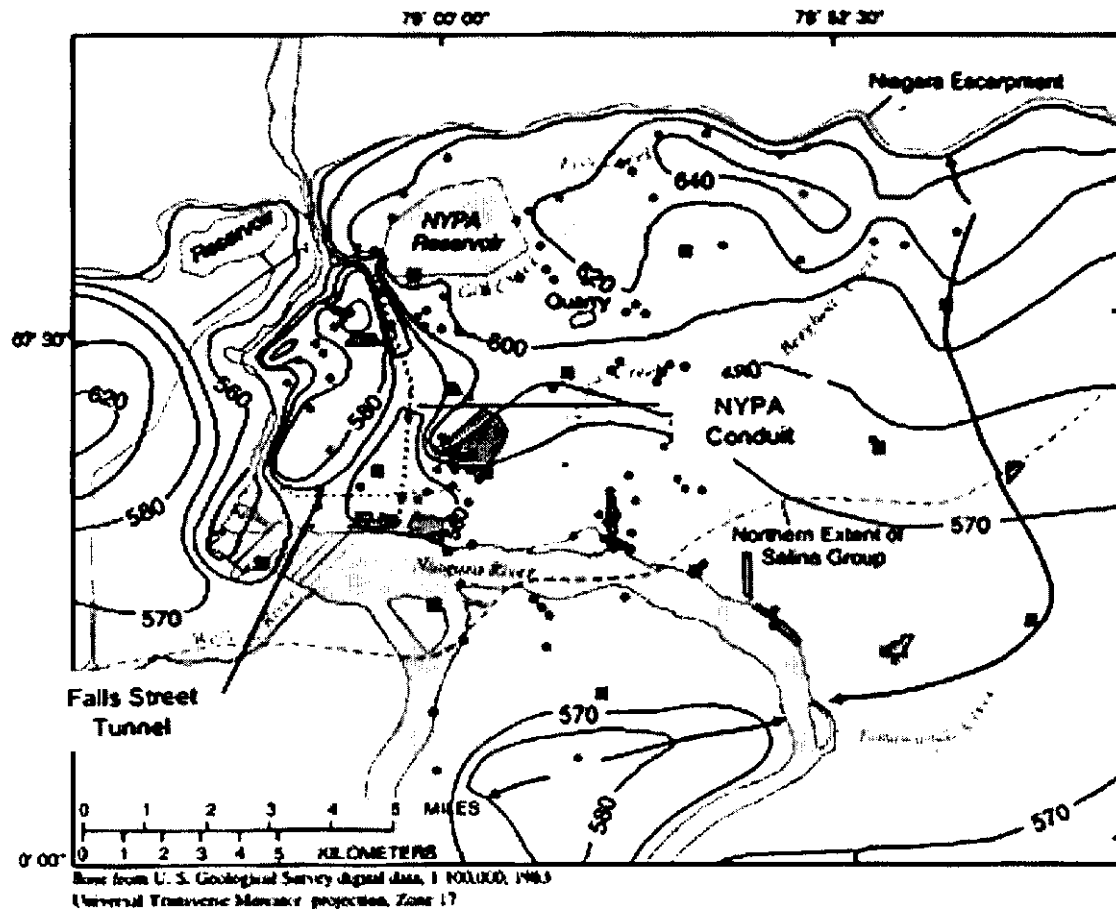 79° 00' 00"
78° 52' 30"
Niagara Escarpment
640
NYPA
Reservoir
Reservoir
620
Quarry
07' 30"
600
620
560
NYPA
Conduit
580
580
570
Northern Extent of
Salina Group
Niagara River
570
Falls Street
Tunnel
570
580
570
0 1 2 3 4 5 MILES
0 1 2 3 4 5 KILOMETERS
0' 00"
Base from U. S. Geological Survey digital data, 1:100,000, 1983
Universal Transverse Mercator projection, Zone 17